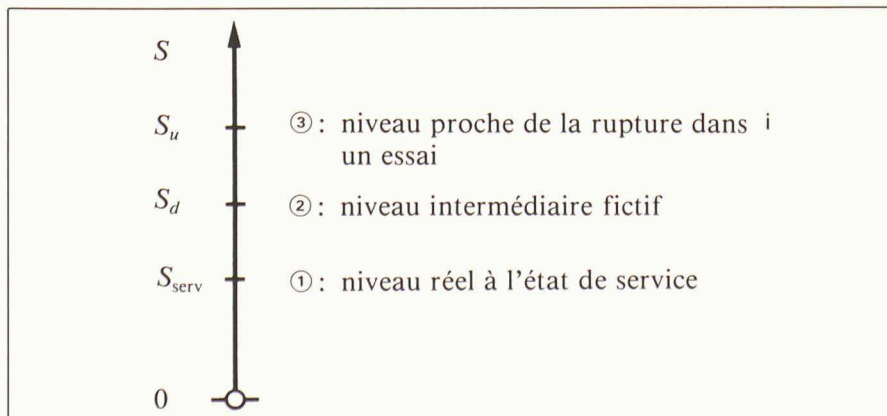 S
S_u ③: niveau proche de la rupture dans i
un essai
S_d ②: niveau intermédiaire fictif
S_serv ①: niveau réel à l'état de service
0